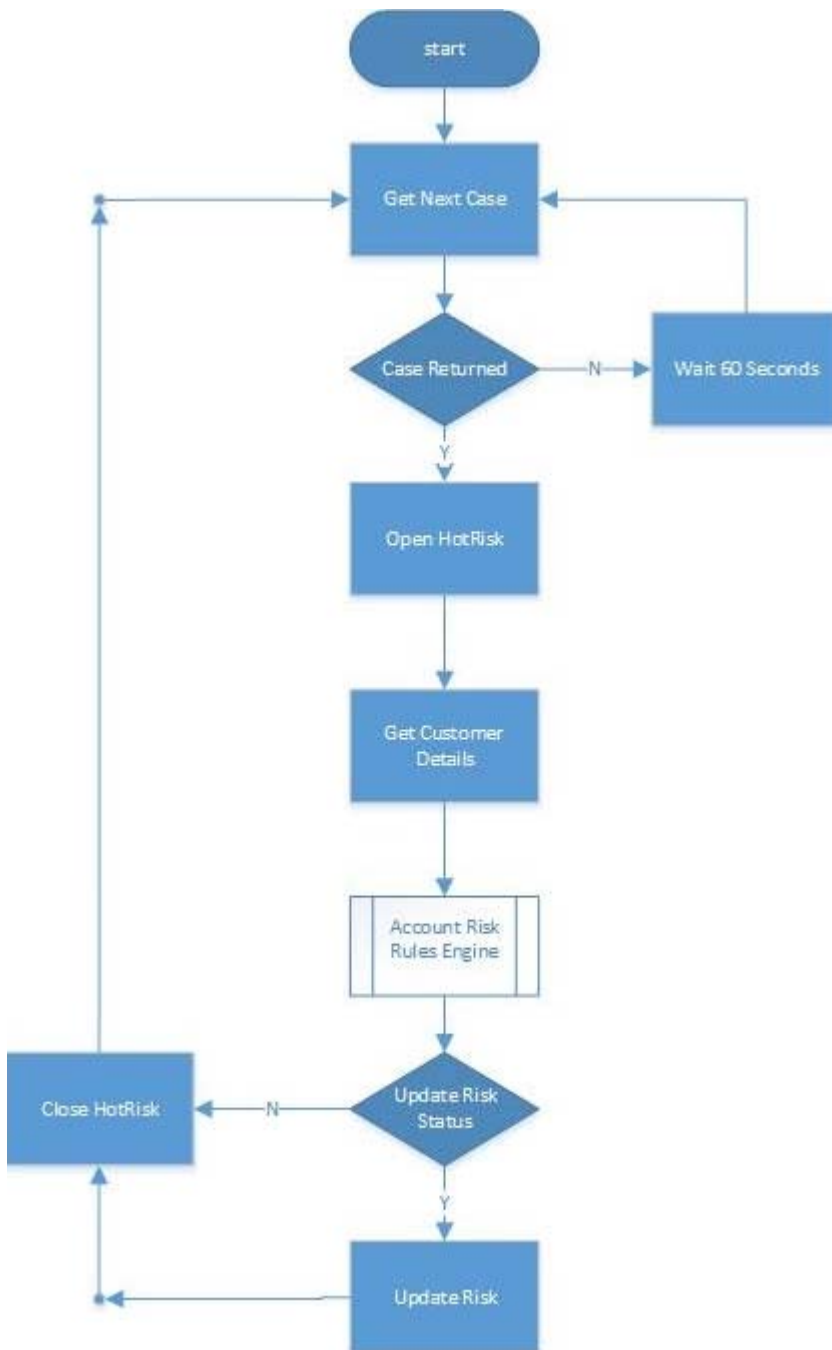 start
Get Next Case
Case Returned
N
Wait 60 Seconds
Y
Open HotRisk
Get Customer
Details
Account Risk
Rules Engine
Close HotRisk
N
Update Risk
Status
Y
Update Risk